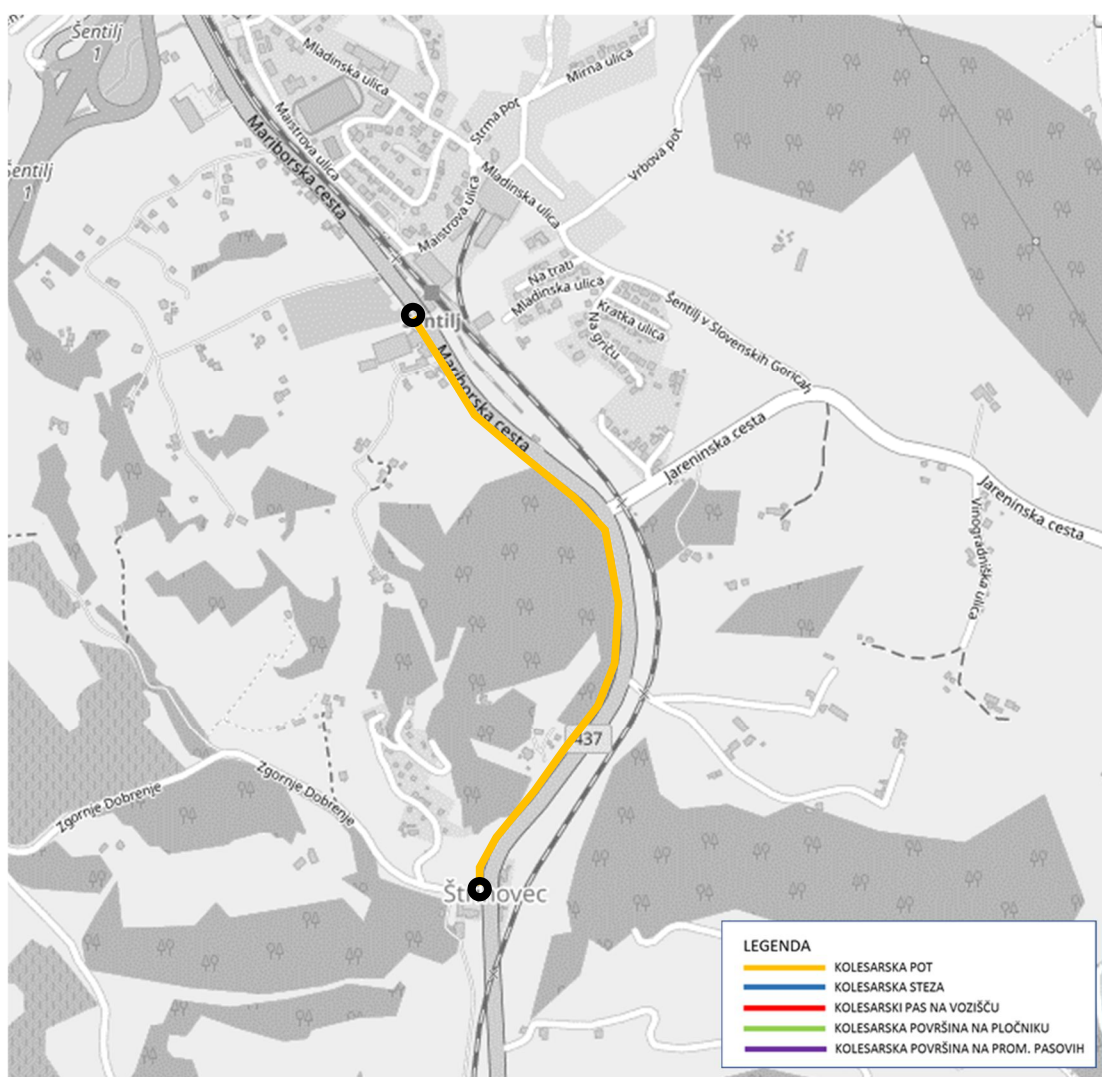 Šentilj
1
Mladinska ulica
Mirna ulica
Strma pot
Maistrova ulica
Mariborska cesta
Šentilj
1
Mladinska ulica
Vrbova pot
Maistrova ulica
Na trati
Mladinska ulica
Kratka ulica
Na griču
Šentilj v Slovenskih Goricah
Mariborska cesta
Jareninska cesta
Jareninska cesta
Vinogradniška ulica
437
Zgornje Dobrenje
Zgornje Dobrenje
LEGENDA
KOLESARSKA POT
KOLESARSKA STEZA
KOLESARSKI PAS NA VOZIŠČU
KOLESARSKA POVRŠINA NA PLOČNIKU
KOLESARSKA POVRŠINA NA PROM. PASOVIH